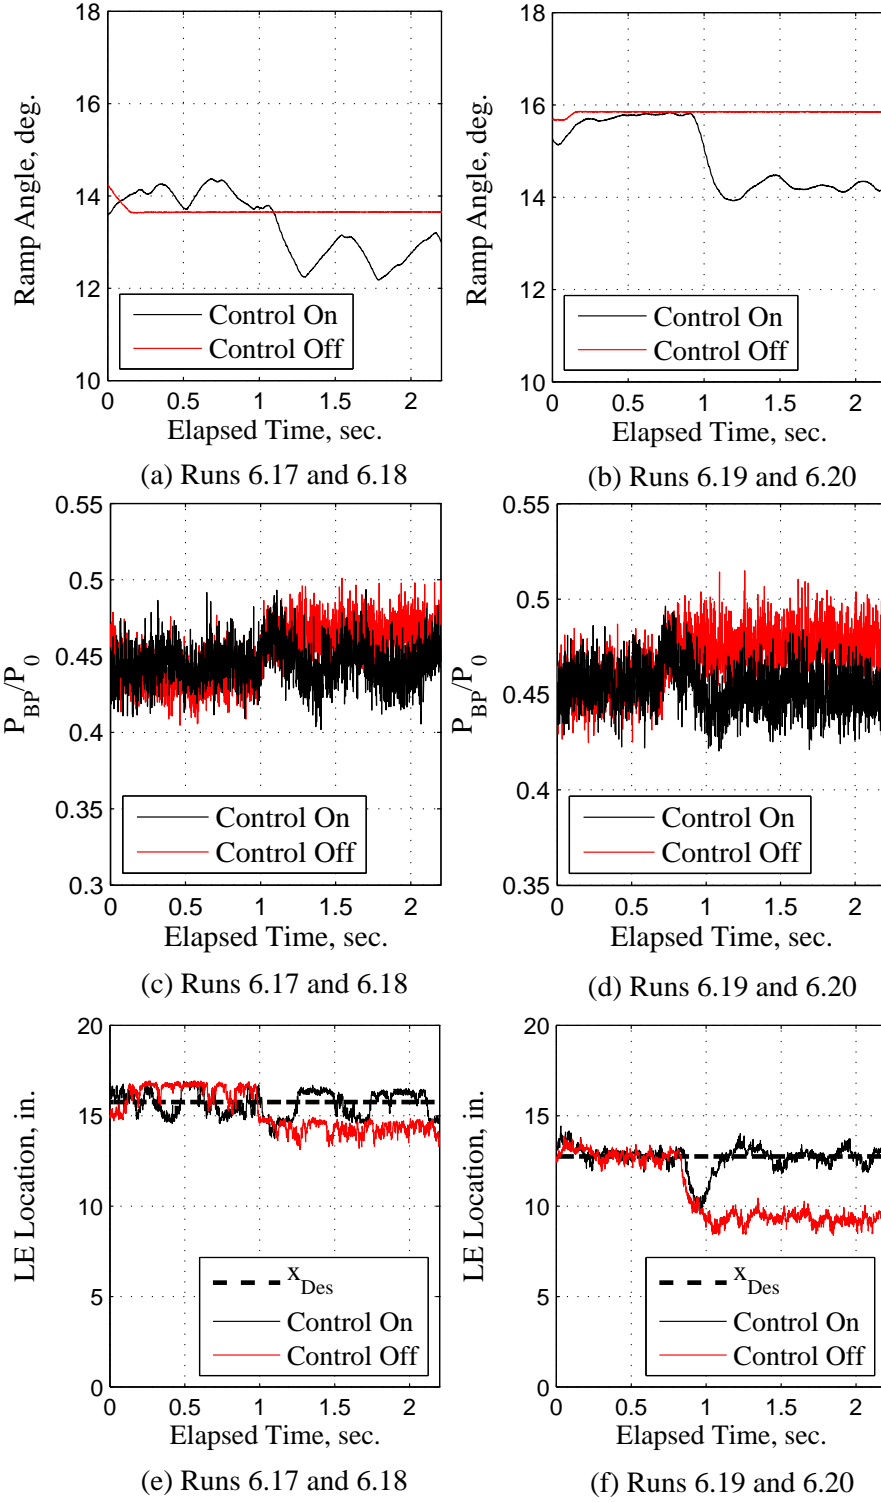 18
16
14
12
10
Ramp Angle, deg.
Control On
Control Off
0
0.5
1
1.5
2
Elapsed Time, sec.
(a) Runs 6.17 and 6.18
18
16
14
12
10
Ramp Angle, deg.
Control On
Control Off
0
0.5
1
1.5
2
Elapsed Time, sec.
(b) Runs 6.19 and 6.20
0.55
0.5
0.45
0.4
0.35
0.3
P_BP/P_0
Control On
Control Off
0
0.5
1
1.5
2
Elapsed Time, sec.
(c) Runs 6.17 and 6.18
0.55
0.5
0.45
0.4
0.35
P_BP/P_0
Control On
Control Off
0
0.5
1
1.5
2
Elapsed Time, sec.
(d) Runs 6.19 and 6.20
20
15
10
5
0
LE Location, in.
x_Des
Control On
Control Off
0
0.5
1
1.5
2
Elapsed Time, sec.
(e) Runs 6.17 and 6.18
20
15
10
5
0
LE Location, in.
x_Des
Control On
Control Off
0
0.5
1
1.5
2
Elapsed Time, sec.
(f) Runs 6.19 and 6.20